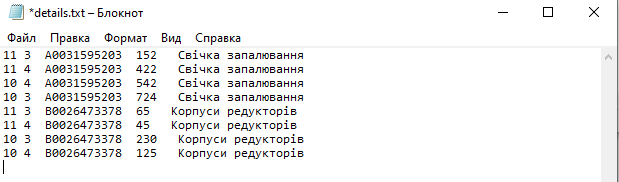 *details.txt – Блокнот
Файл Правка Формат Вид Справка
11 3 A0031595203 152 Свічка запалювання
11 4 A0031595203 422 Свічка запалювання
10 4 A0031595203 542 Свічка запалювання
10 3 A0031595203 724 Свічка запалювання
11 3 B0026473378 65 Корпуси редукторів
11 4 B0026473378 45 Корпуси редукторів
10 3 B0026473378 230 Корпуси редукторів
10 4 B0026473378 125 Корпуси редукторів